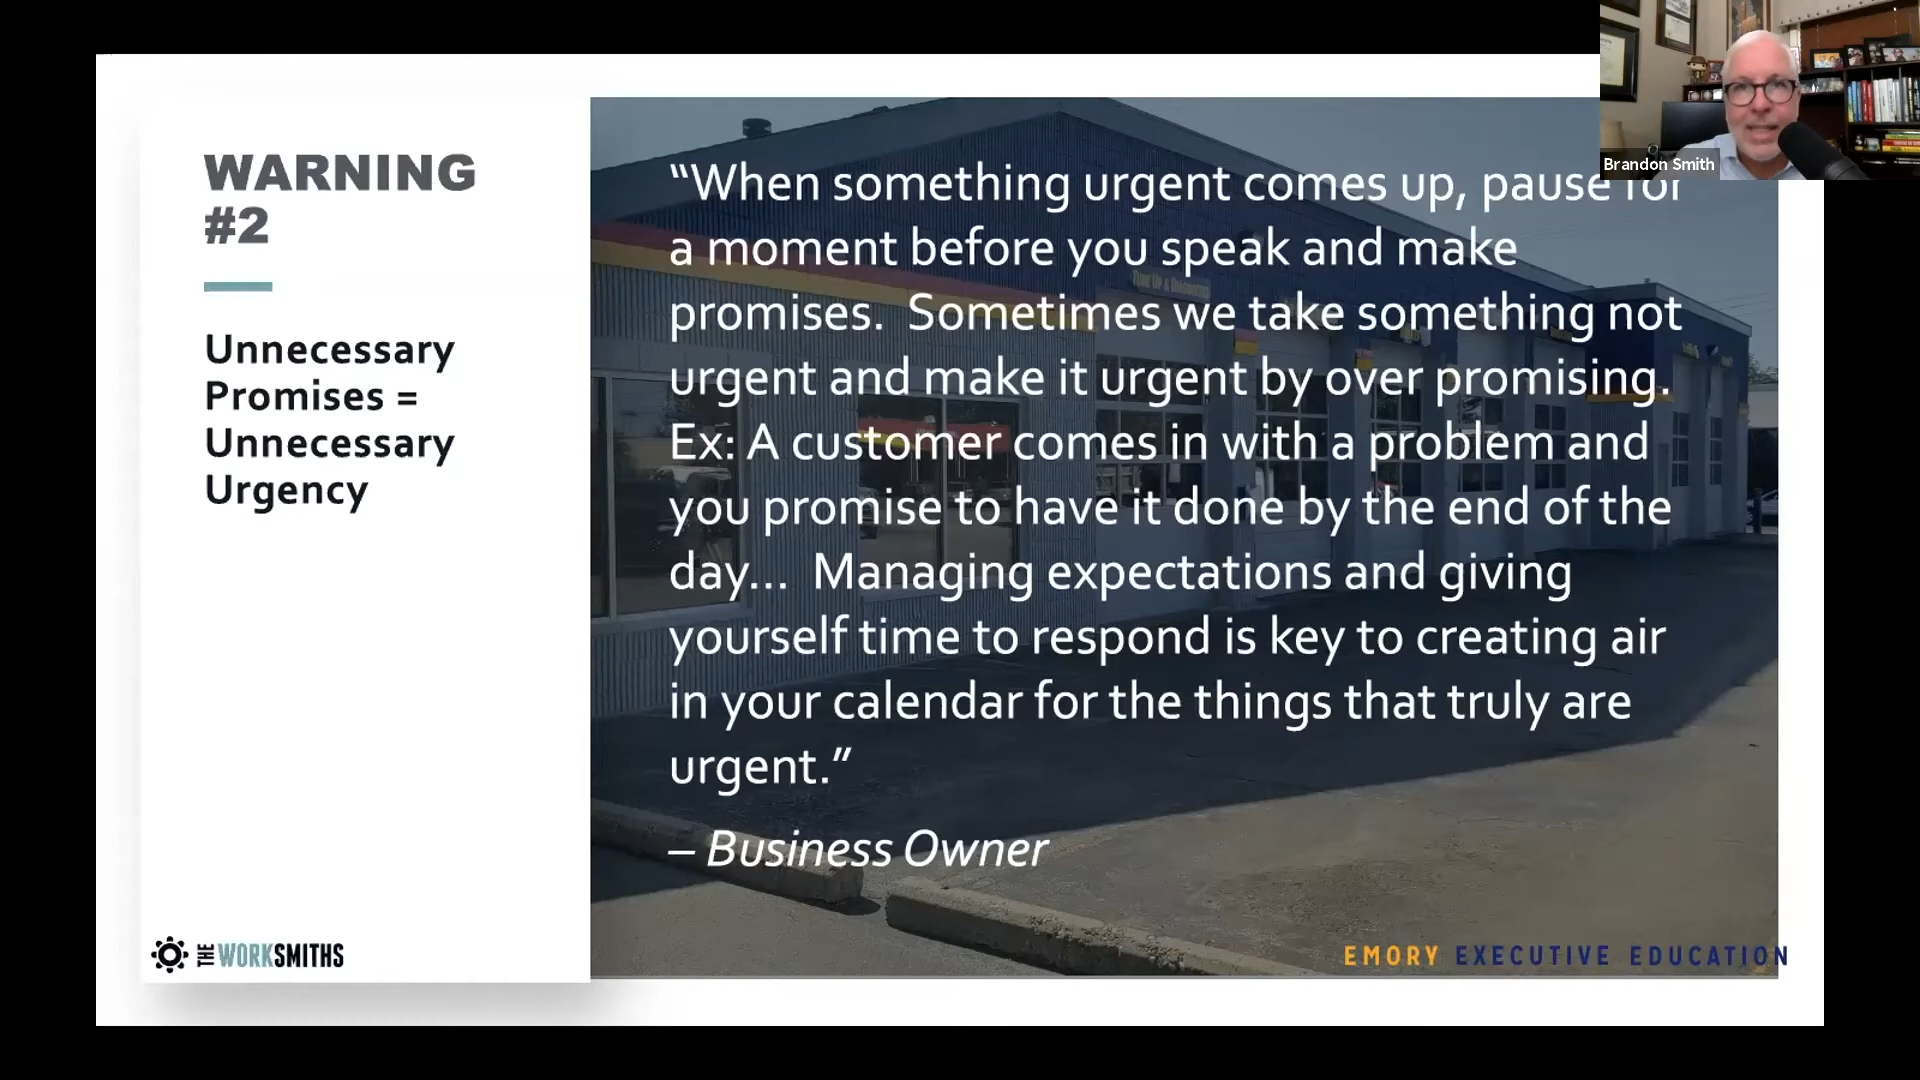 WARNING
#2
Unnecessary
Promises =
Unnecessary
Urgency
“When something urgent comes up, pause for
a moment before you speak and make
promises.  Sometimes we take something not
urgent and make it urgent by over promising.
Ex: A customer comes in with a problem and
you promise to have it done by the end of the
day...  Managing expectations and giving
yourself time to respond is key to creating air
in your calendar for the things that truly are
urgent.”
– Business Owner
Brandon Smith
TUNE UP & DIAGNOSTIC
THE WORKSMITHS
EMORY EXECUTIVE EDUCATION